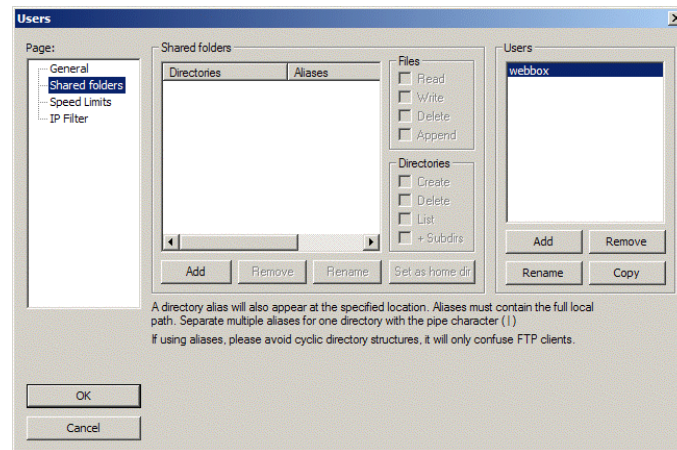 Users
Page:
General
Shared folders
Speed Limits
IP Filter
Shared folders
Directories Aliases
Files
Read
Write
Delete
Append
Directories
Create
Delete
List
+ Subdirs
Add Remove Rename Set as home dir
Users
webbox
Add Remove
Rename Copy
A directory alias will also appear at the specified location. Aliases must contain the full local
path. Separate multiple aliases for one directory with the pipe character (|)
If using aliases, please avoid cyclic directory structures, it will only confuse FTP clients.
OK
Cancel